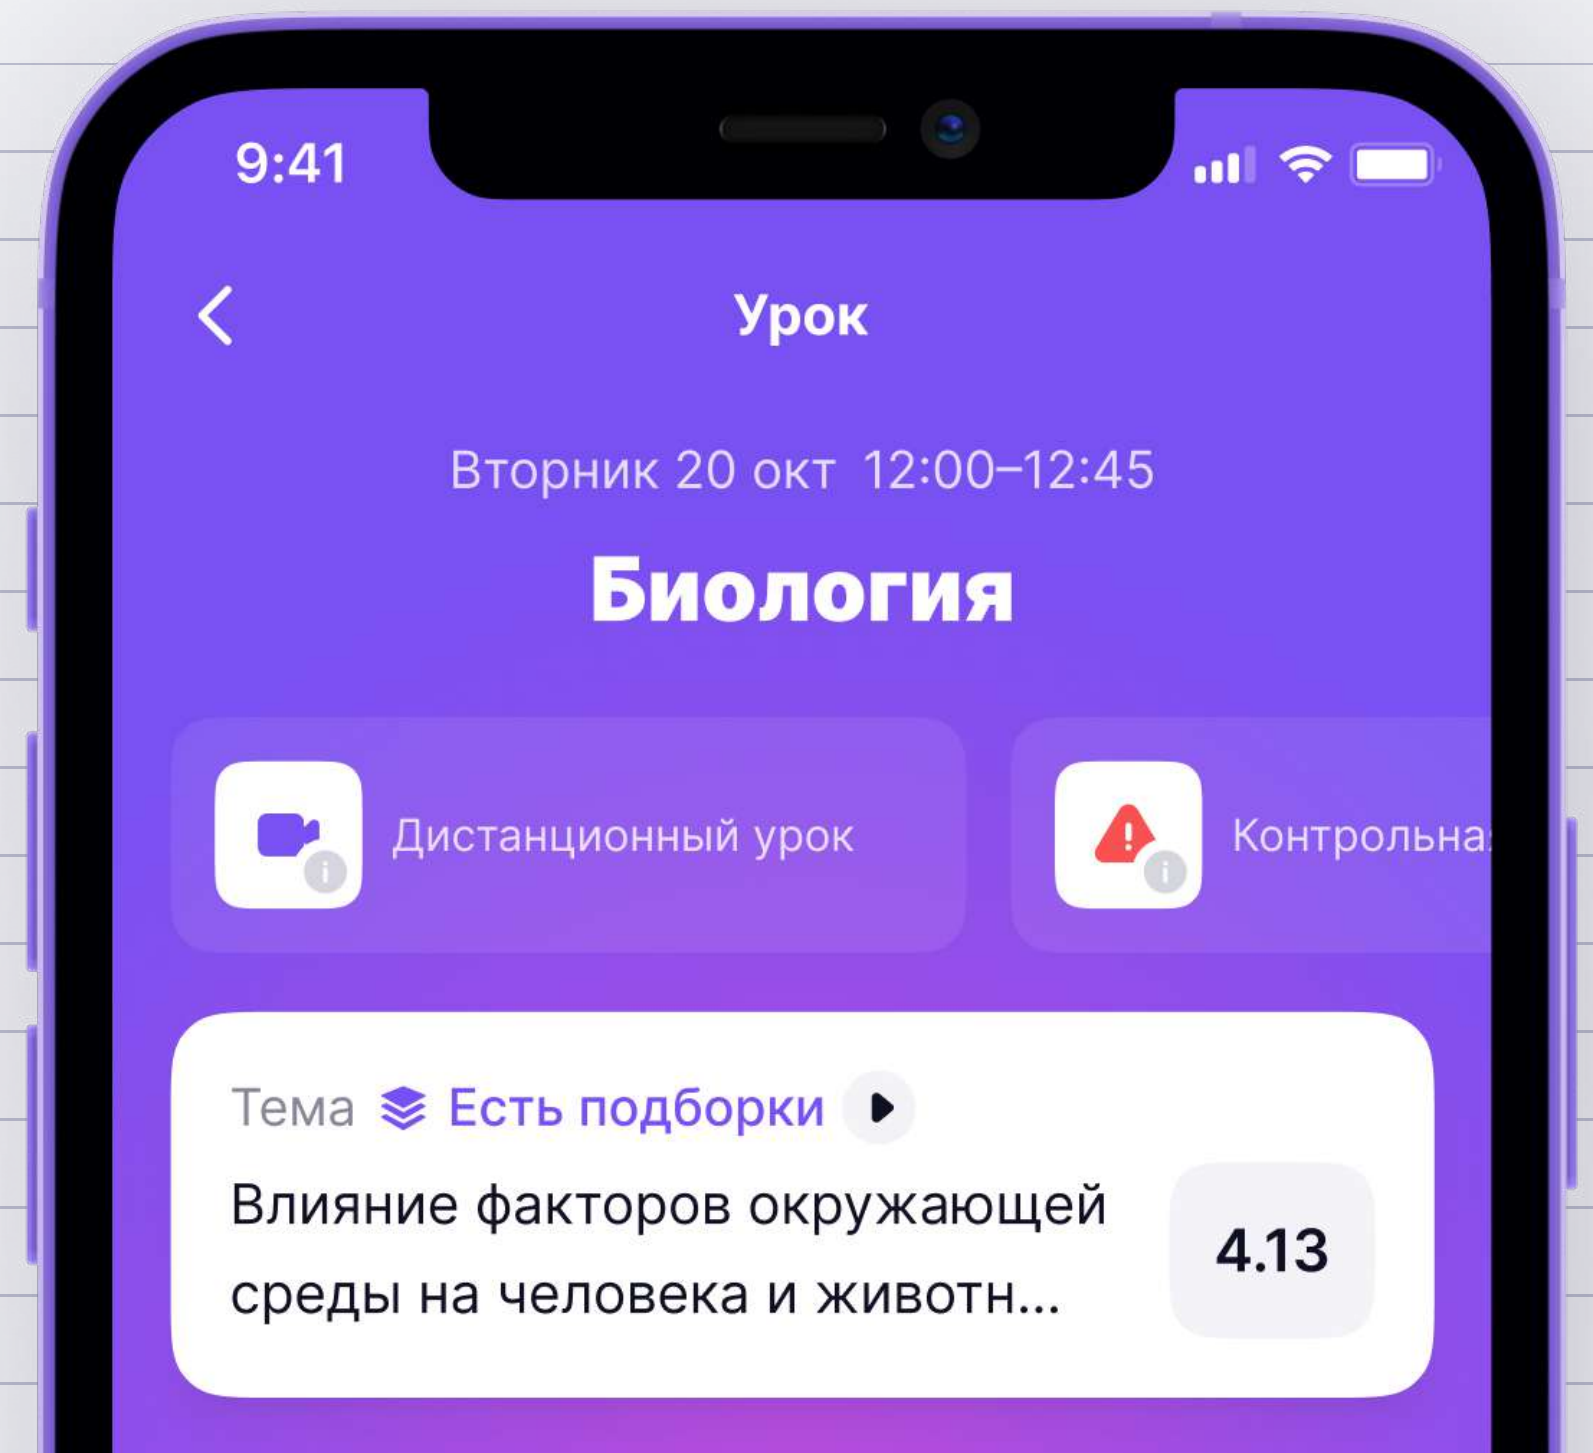 9:41
Урок
Вторник 20 окт 12:00–12:45
Биология
Дистанционный урок
Тема Есть подборки
Влияние факторов окружающей
среды на человека и животн...
4.13